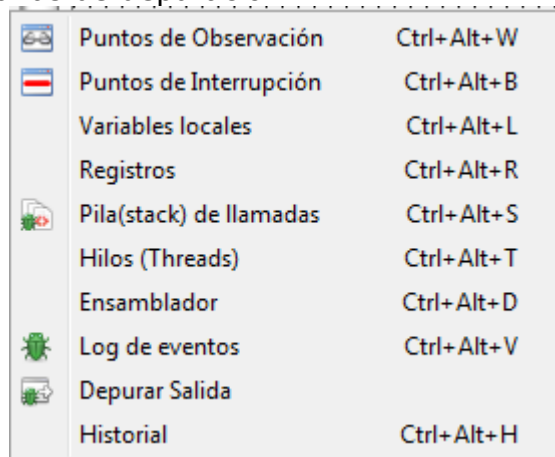 Puntos de Observación Ctrl+Alt+W
Puntos de Interrupción Ctrl+Alt+B
Variables locales Ctrl+Alt+L
Registros Ctrl+Alt+R
Pila(stack) de llamadas Ctrl+Alt+S
Hilos (Threads) Ctrl+Alt+T
Ensamblador Ctrl+Alt+D
Log de eventos Ctrl+Alt+V
Depurar Salida
Historial Ctrl+Alt+H